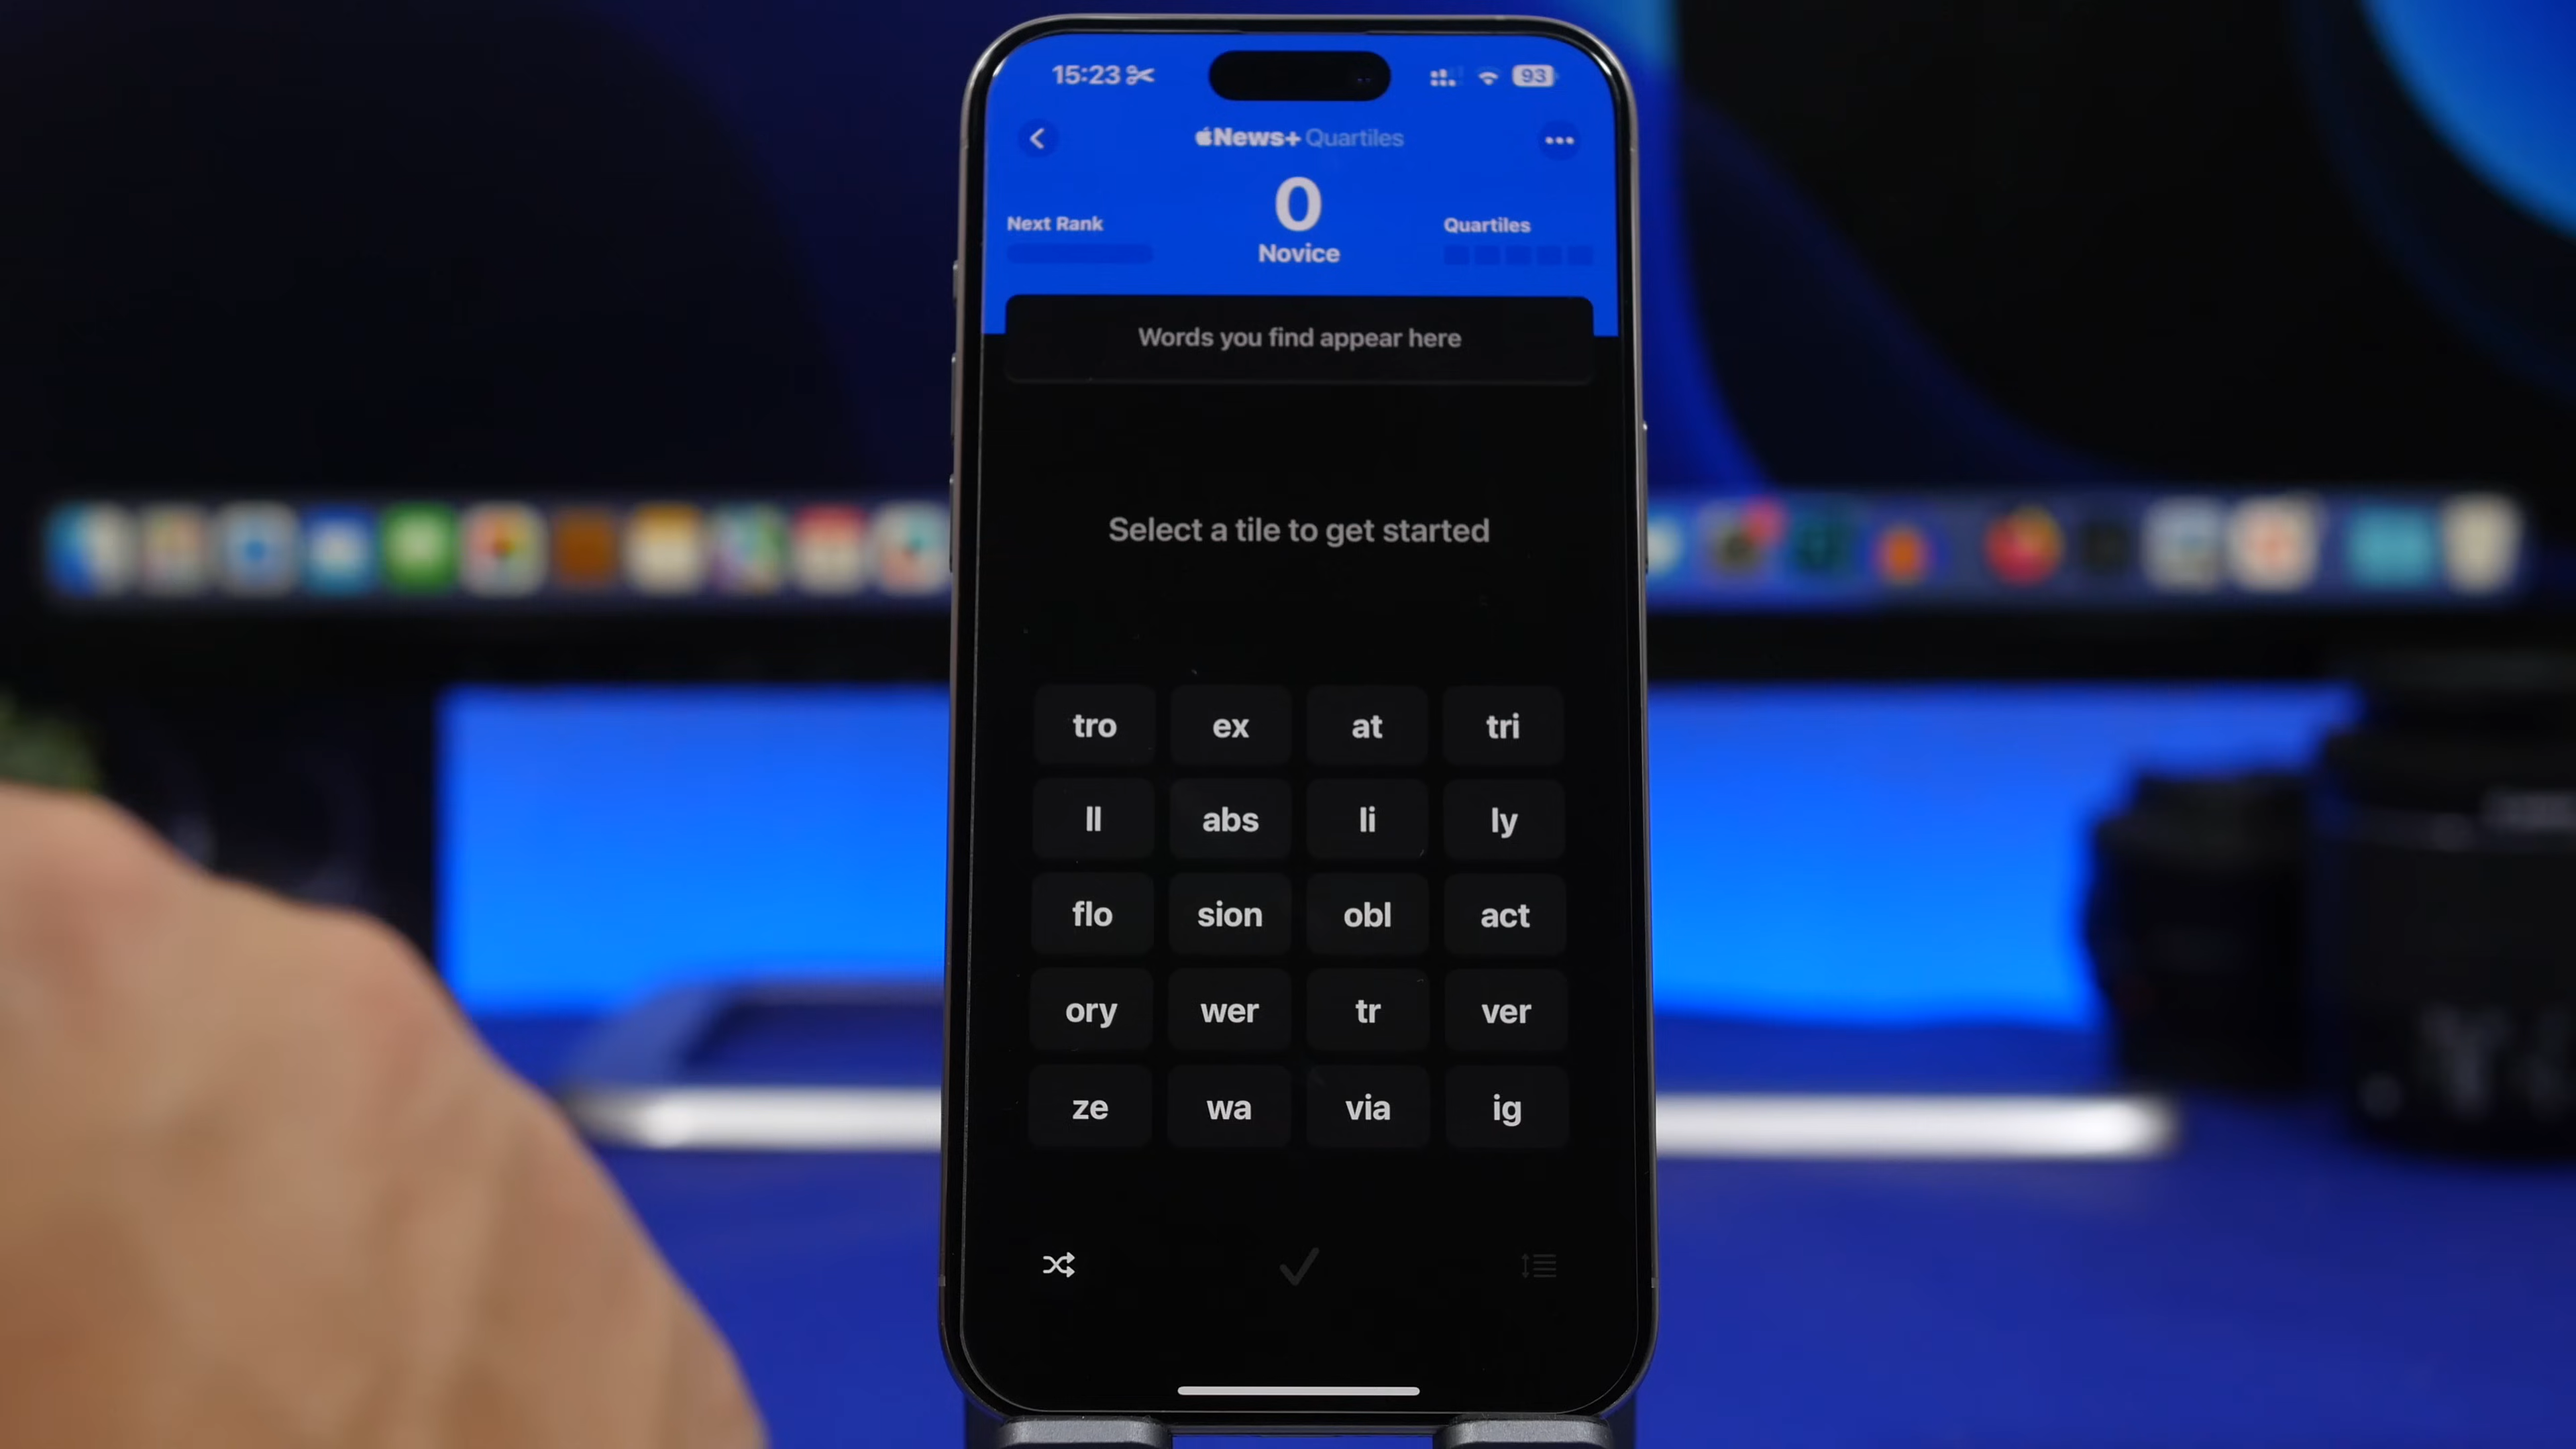 15:23
93
News+ Quartiles
0
Next Rank
Novice
Quartiles
Words you find appear here
Select a tile to get started
tro ex at tri
ll abs li ly
flo sion obl act
ory wer tr ver
ze wa via ig